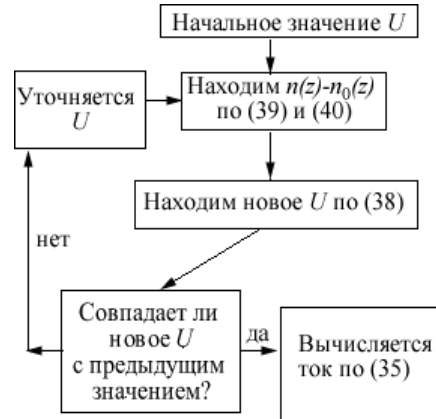 Начальное значение U
Находим n(z)-n₀(z)
по (39) и (40)
Уточняется
U
Находим новое U по (38)
нет
Совпадает ли
новое U
с предыдущим
значением?
да
Вычисляется
ток по (35)